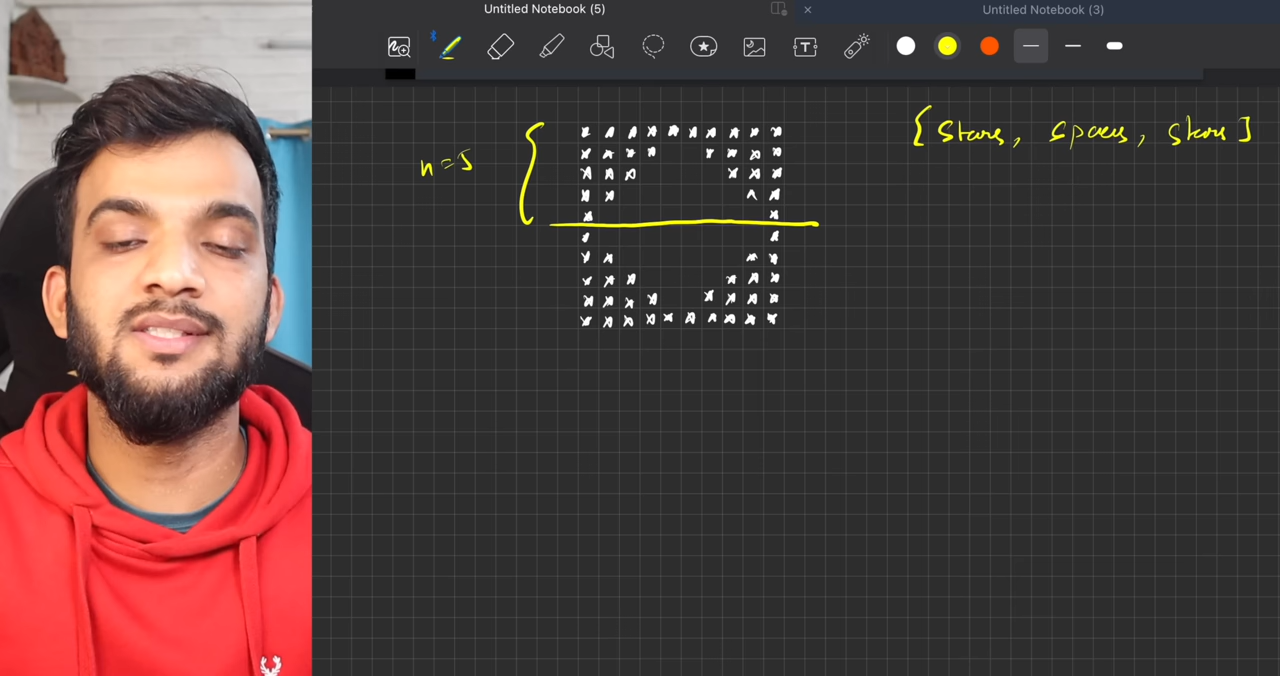 Untitled Notebook (5)
Untitled Notebook (3)
{ Stars, spaces, stars ]
n = 5